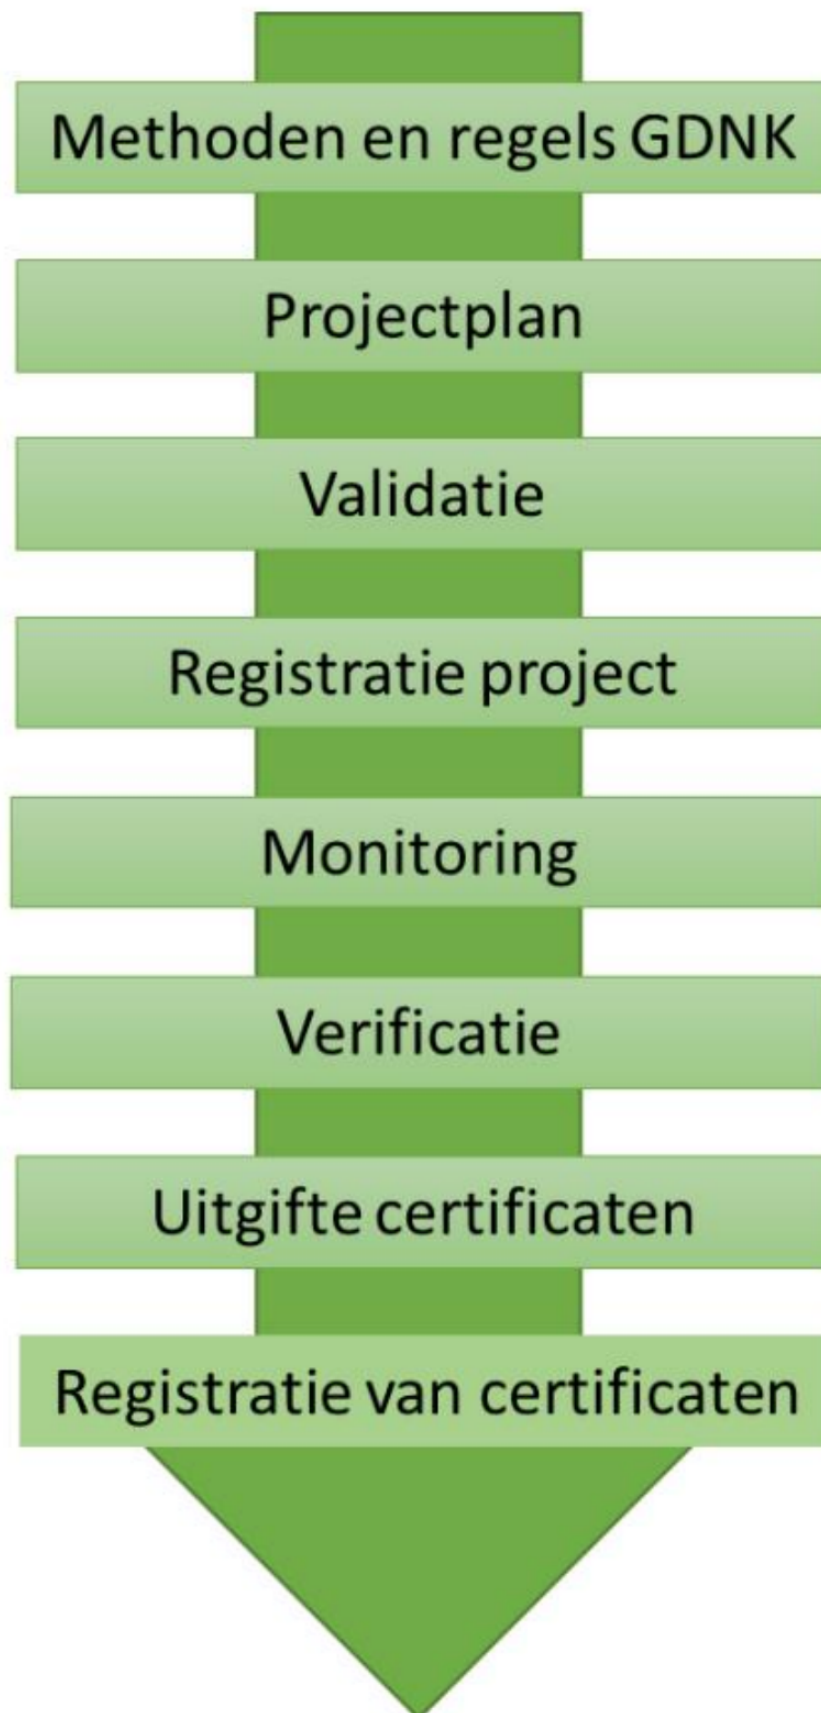 Methoden en regels GDNK
Projectplan
Validatie
Registratie project
Monitoring
Verificatie
Uitgifte certificaten
Registratie van certificaten